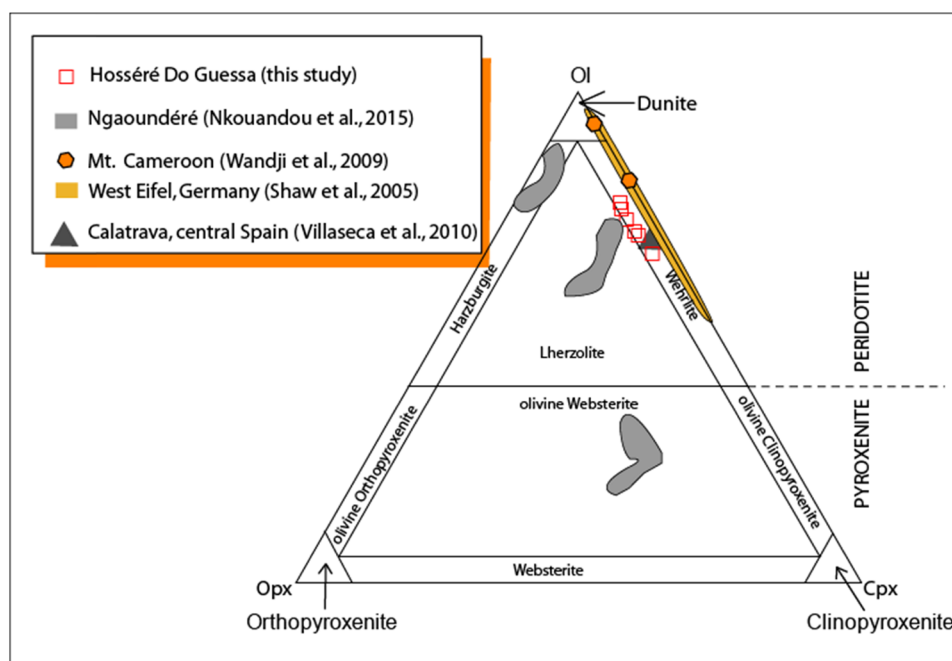 Hosséré Do Guessa (this study)
Ngaoundéré (Nkouandou et al., 2015)
Mt. Cameroon (Wandji et al., 2009)
West Eifel, Germany (Shaw et al., 2005)
Calatrava, central Spain (Villaseca et al., 2010)
Ol
Dunite
Harzburgite
Wehrlite
Lherzolite
PERIDOTITE
olivine Websterite
PYROXENITE
olivine Orthopyroxenite
olivine Clinopyroxenite
Websterite
Opx
Cpx
Orthopyroxenite
Clinopyroxenite